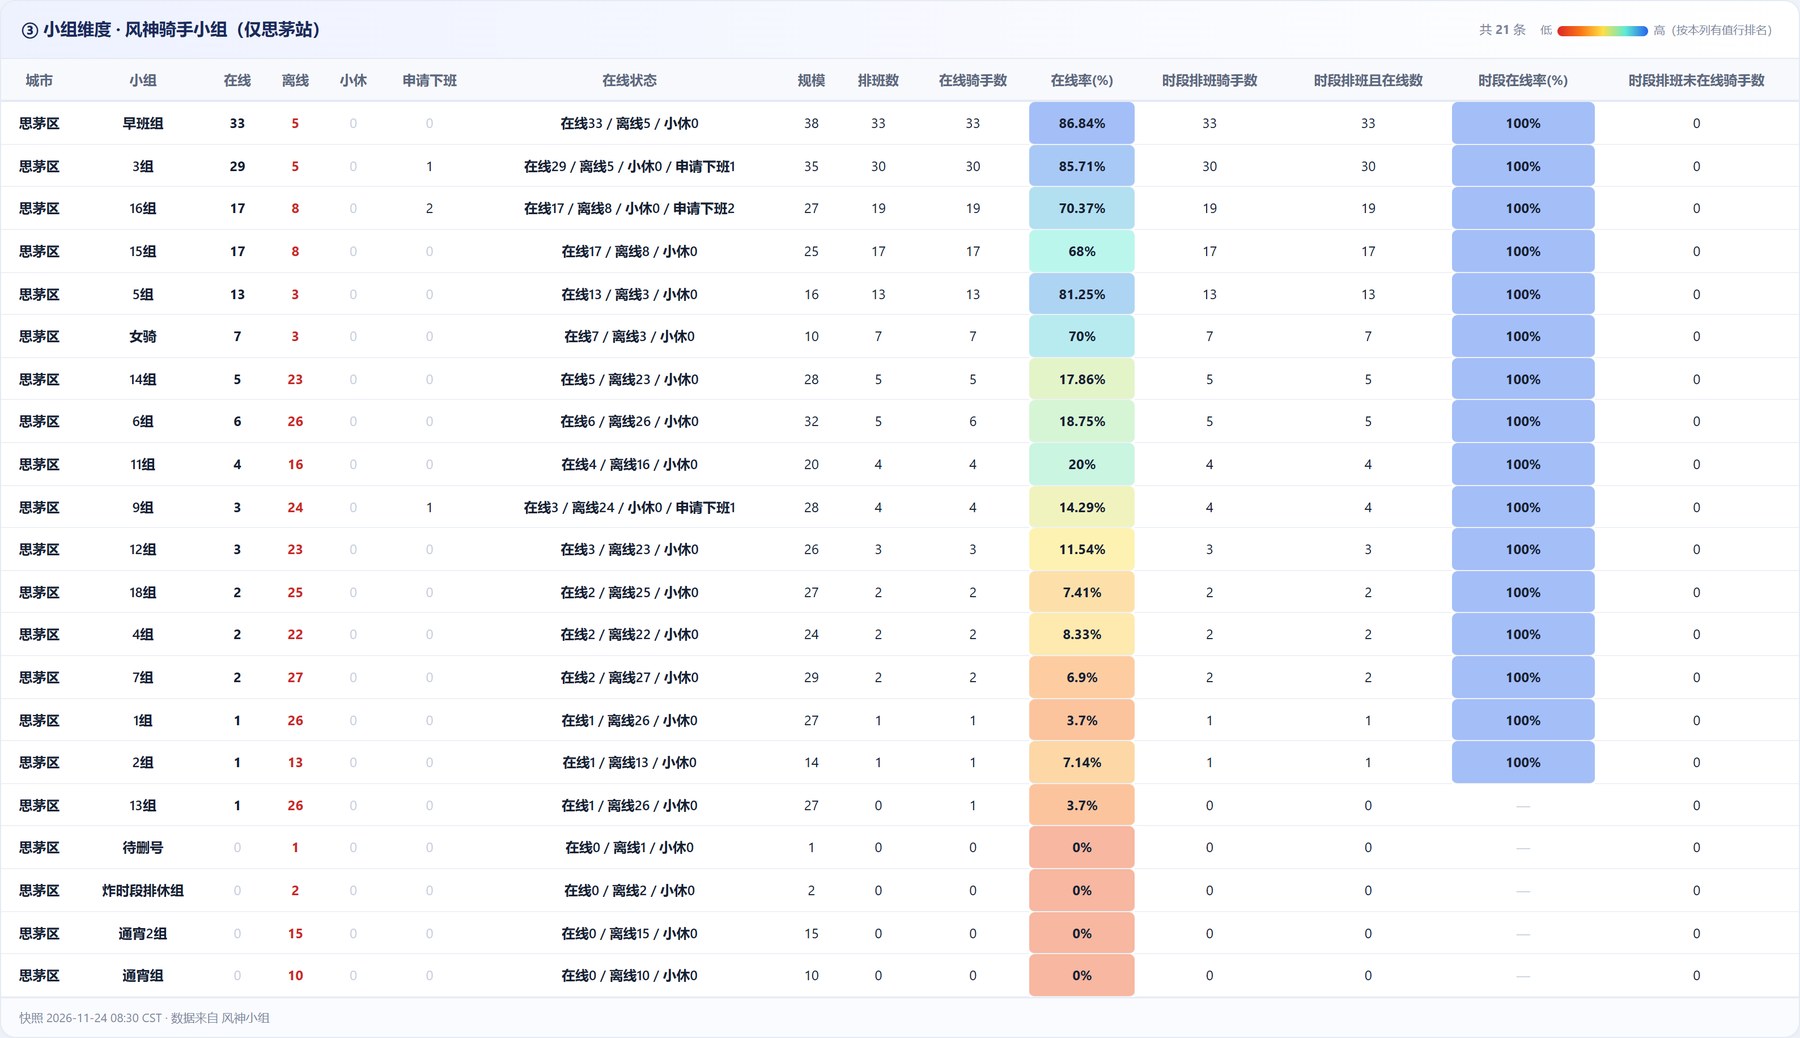 ③ 小组维度 · 风神骑手小组（仅思茅站）
共 21 条 低 高 (按本列有值行排名)
城市 小组 在线 离线 小休 申请下班 在线状态 规模 排班数 在线骑手数 在线率(%) 时段排班骑手数 时段排班且在线数 时段在线率(%) 时段排班未在线骑手数
思茅区 早班组 33 5 0 0 在线33 / 离线5 / 小休0 38 33 33 86.84% 33 33 100% 0
思茅区 3组 29 5 0 1 在线29 / 离线5 / 小休0 / 申请下班1 35 30 30 85.71% 30 30 100% 0
思茅区 16组 17 8 0 2 在线17 / 离线8 / 小休0 / 申请下班2 27 19 19 70.37% 19 19 100% 0
思茅区 15组 17 8 0 0 在线17 / 离线8 / 小休0 25 17 17 68% 17 17 100% 0
思茅区 5组 13 3 0 0 在线13 / 离线3 / 小休0 16 13 13 81.25% 13 13 100% 0
思茅区 女骑 7 3 0 0 在线7 / 离线3 / 小休0 10 7 7 70% 7 7 100% 0
思茅区 14组 5 23 0 0 在线5 / 离线23 / 小休0 28 5 5 17.86% 5 5 100% 0
思茅区 6组 6 26 0 0 在线6 / 离线26 / 小休0 32 5 6 18.75% 5 5 100% 0
思茅区 11组 4 16 0 0 在线4 / 离线16 / 小休0 20 4 4 20% 4 4 100% 0
思茅区 9组 3 24 0 1 在线3 / 离线24 / 小休0 / 申请下班1 28 4 4 14.29% 4 4 100% 0
思茅区 12组 3 23 0 0 在线3 / 离线23 / 小休0 26 3 3 11.54% 3 3 100% 0
思茅区 18组 2 25 0 0 在线2 / 离线25 / 小休0 27 2 2 7.41% 2 2 100% 0
思茅区 4组 2 22 0 0 在线2 / 离线22 / 小休0 24 2 2 8.33% 2 2 100% 0
思茅区 7组 2 27 0 0 在线2 / 离线27 / 小休0 29 2 2 6.9% 2 2 100% 0
思茅区 1组 1 26 0 0 在线1 / 离线26 / 小休0 27 1 1 3.7% 1 1 100% 0
思茅区 2组 1 13 0 0 在线1 / 离线13 / 小休0 14 1 1 7.14% 1 1 100% 0
思茅区 13组 1 26 0 0 在线1 / 离线26 / 小休0 27 0 1 3.7% 0 0 — 0
思茅区 待删号 0 1 0 0 在线0 / 离线1 / 小休0 1 0 0 0% 0 0 — 0
思茅区 炸时段排休组 0 2 0 0 在线0 / 离线2 / 小休0 2 0 0 0% 0 0 — 0
思茅区 通宵2组 0 15 0 0 在线0 / 离线15 / 小休0 15 0 0 0% 0 0 — 0
思茅区 通宵组 0 10 0 0 在线0 / 离线10 / 小休0 10 0 0 0% 0 0 — 0
快照 2026-11-24 08:30 CST · 数据来自 风神小组